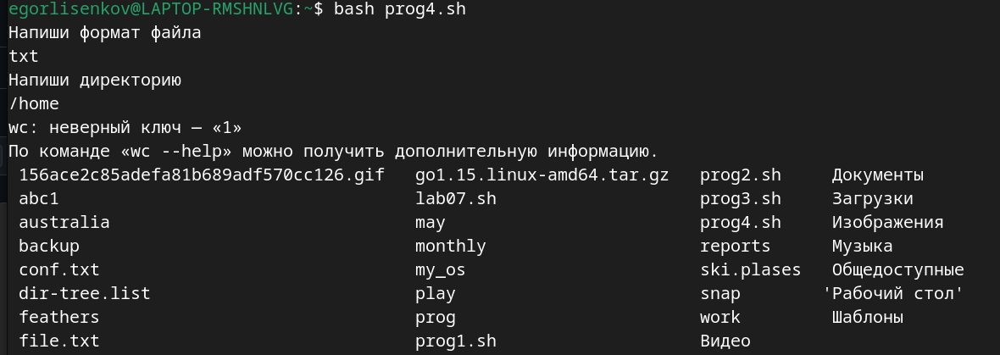 egorlisenkov@LAPTOP-RMSHNLVG:~$ bash prog4.sh
Напиши формат файла
txt
Напиши директорию
/home
wc: неверный ключ — «1»
По команде «wc --help» можно получить дополнительную информацию.
156ace2c85adefa81b689adf570cc126.gif go1.15.linux-amd64.tar.gz prog2.sh Документы
abc1 lab07.sh prog3.sh Загрузки
australia may prog4.sh Изображения
backup monthly reports Музыка
conf.txt my_os ski.plases Общедоступные
dir-tree.list play snap 'Рабочий стол'
feathers prog work Шаблоны
file.txt prog1.sh Видео